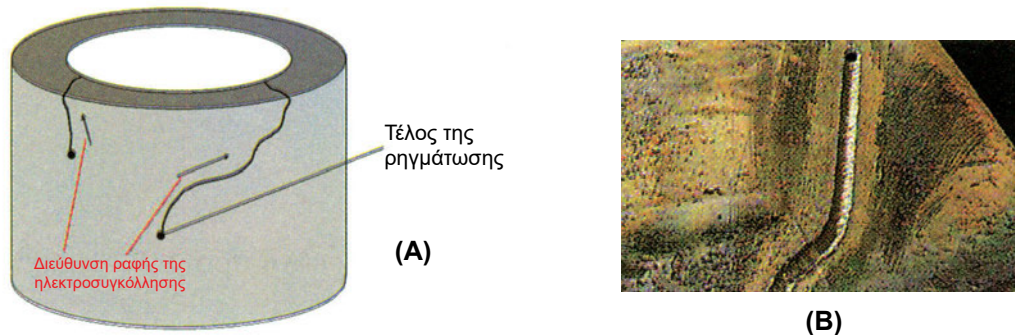 Τέλος της
ρηγμάτωσης
(A)
Διεύθυνση ραφής της
ηλεκτροσυγκόλλησης
(B)